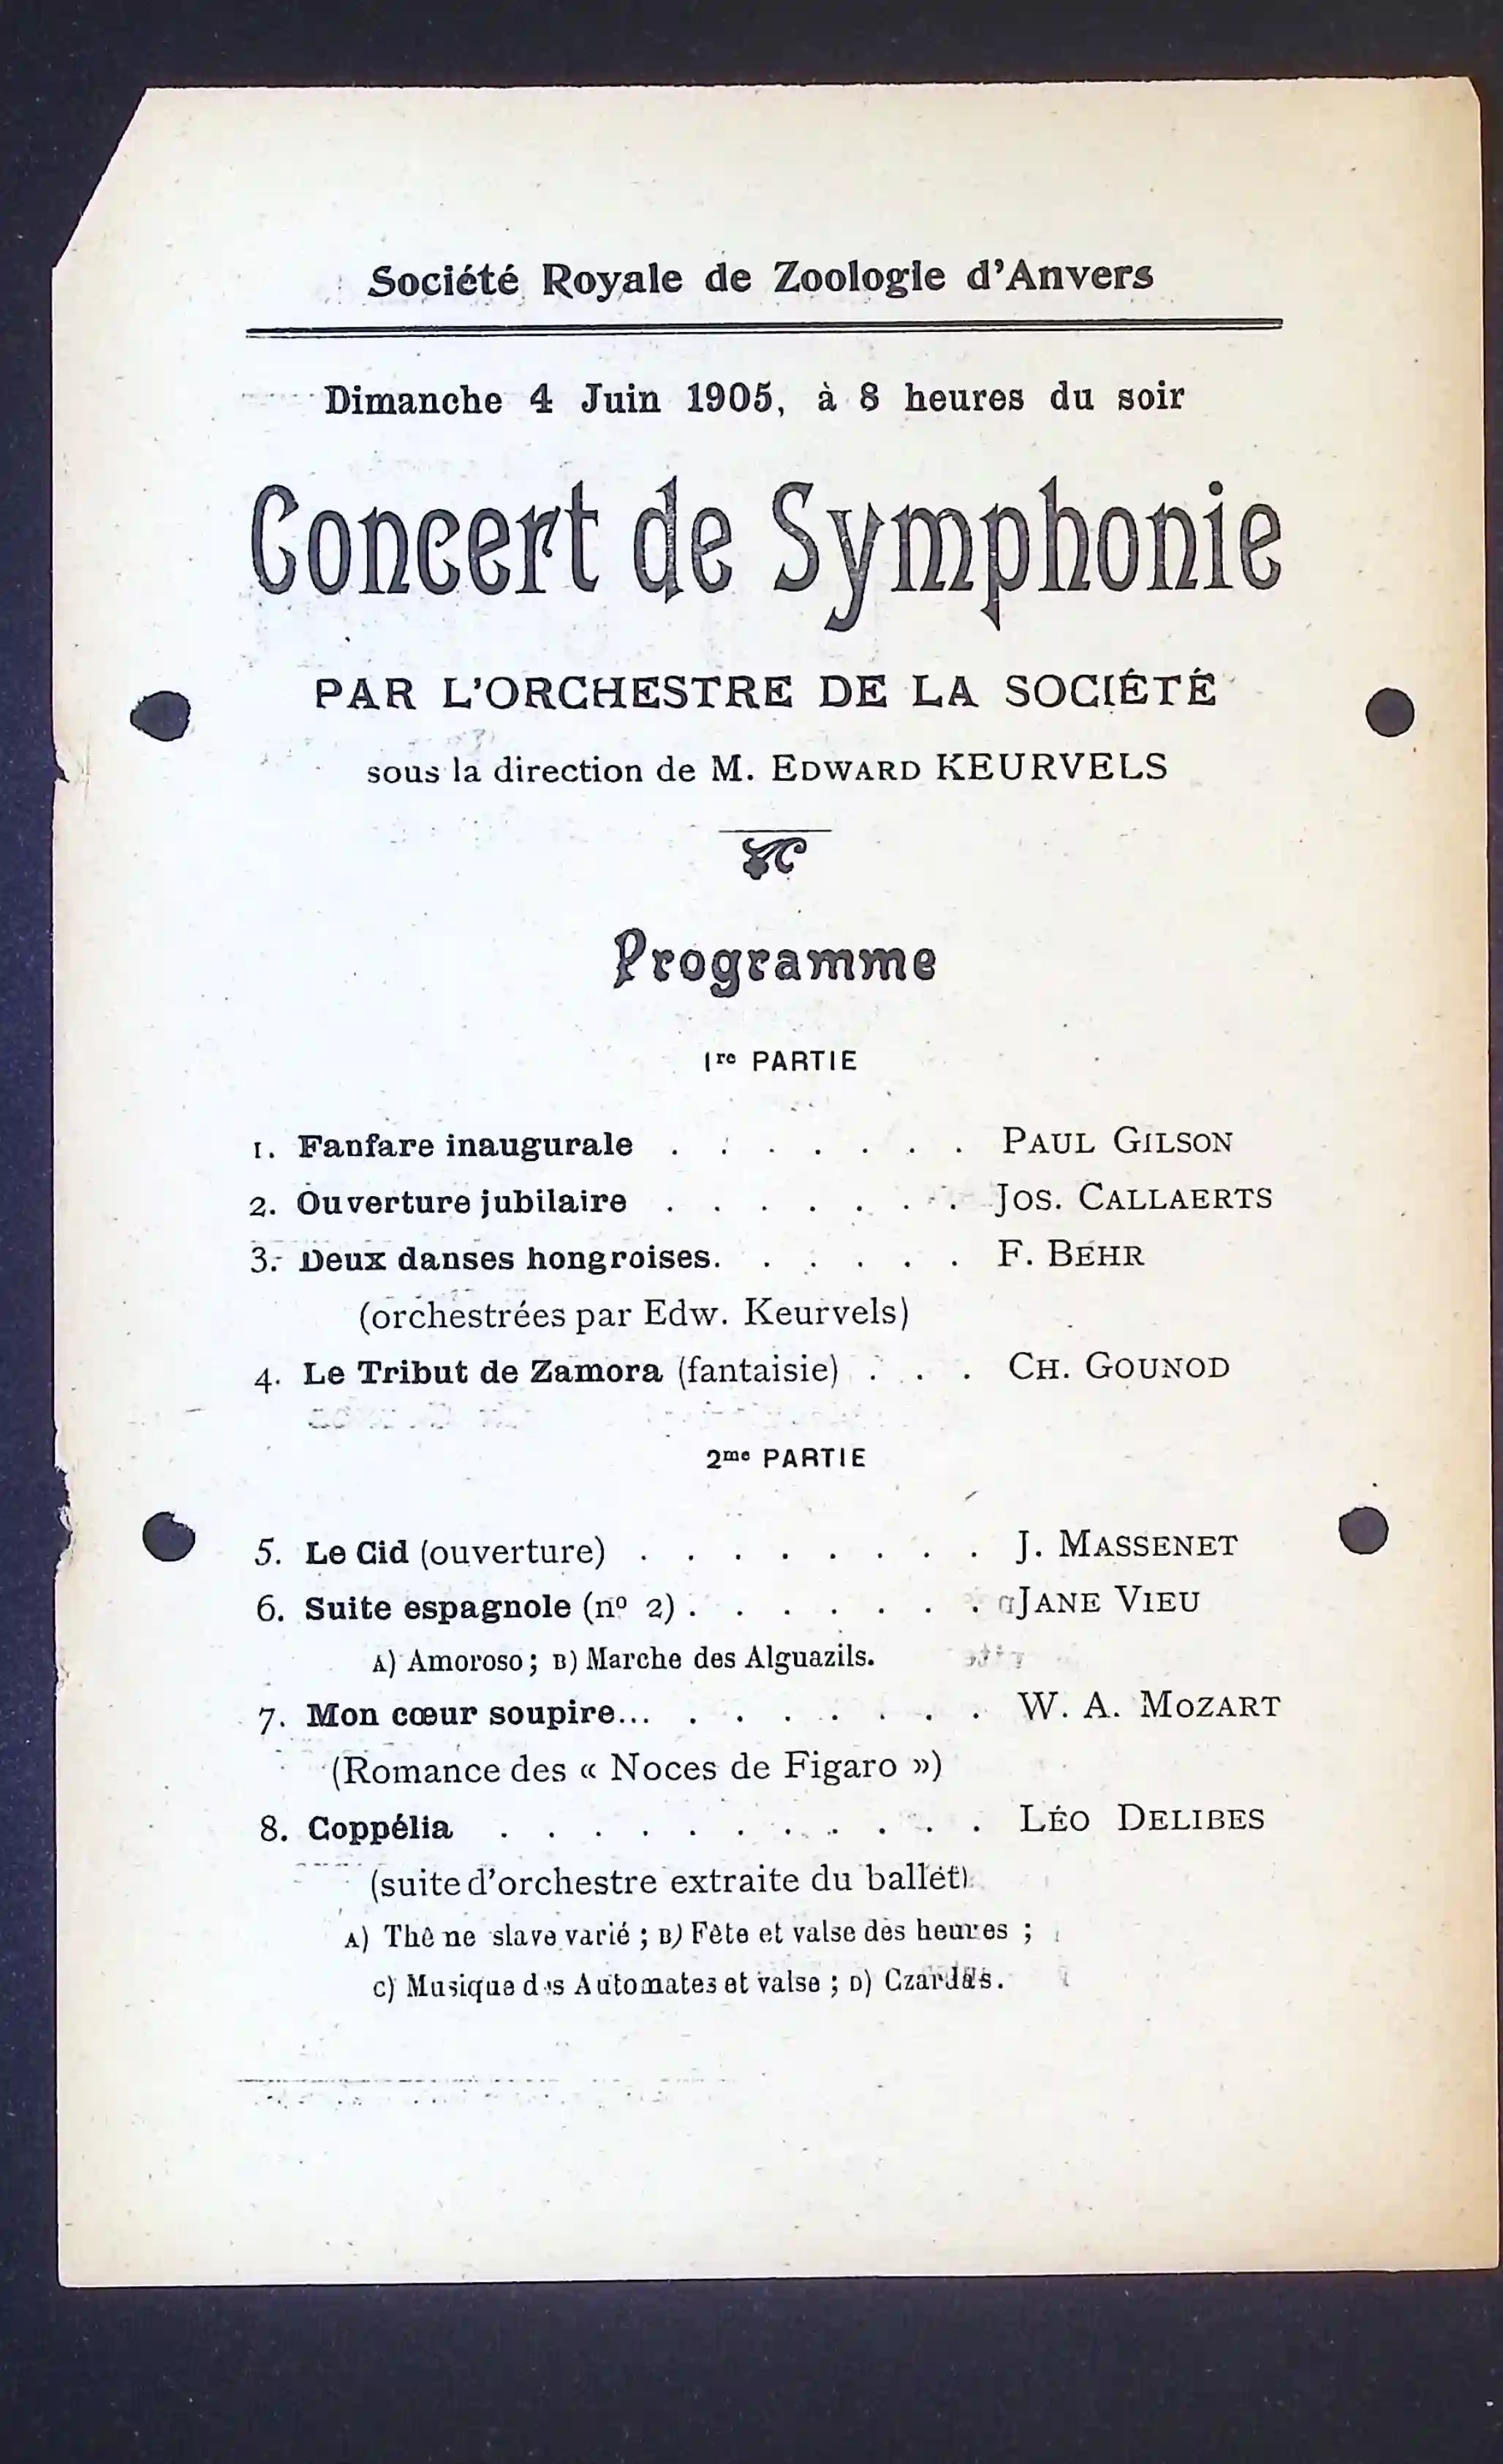 Société Royale de Zoologie d'Anvers
Dimanche 4 Juin 1905, à 8 heures du soir
Concert de Symphonie
PAR L'ORCHESTRE DE LA SOCIÉTÉ
sous la direction de M. EDWARD KEURVELS
Programme
1re PARTIE
1. Fanfare inaugurale . . . . . . . PAUL GILSON
2. Ouverture jubilaire . . . . . . . JOS. CALLAERTS
3. Deux danses hongroises. . . . . . F. BEHR
(orchestrées par Edw. Keurvels)
4. Le Tribut de Zamora (fantaisie) . . . CH. GOUNOD
2me PARTIE
5. Le Cid (ouverture) . . . . . . . . J. MASSENET
6. Suite espagnole (nº 2) . . . . . . . JANE VIEU
A) Amoroso ; B) Marche des Alguazils.
7. Mon cœur soupire... . . . . . . . W. A. MOZART
(Romance des « Noces de Figaro »)
8. Coppélia . . . . . . . . . . . LÉO DELIBES
(suite d'orchestre extraite du ballet)
A) Thème slave varié ; B) Fête et valse des heures ;
C) Musique des Automates et valse ; D) Czardas.